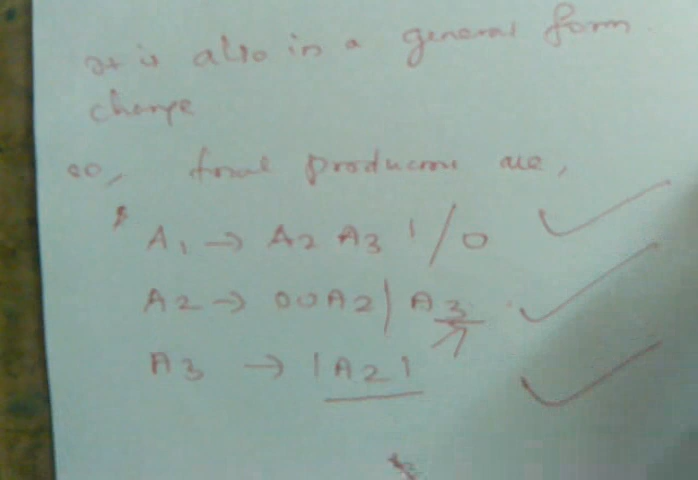 It is also in a general form
change
so, final productions are,
A1 → A2 A3 1 / 0
A2 → 00A2 | A3
A3 → 1A21